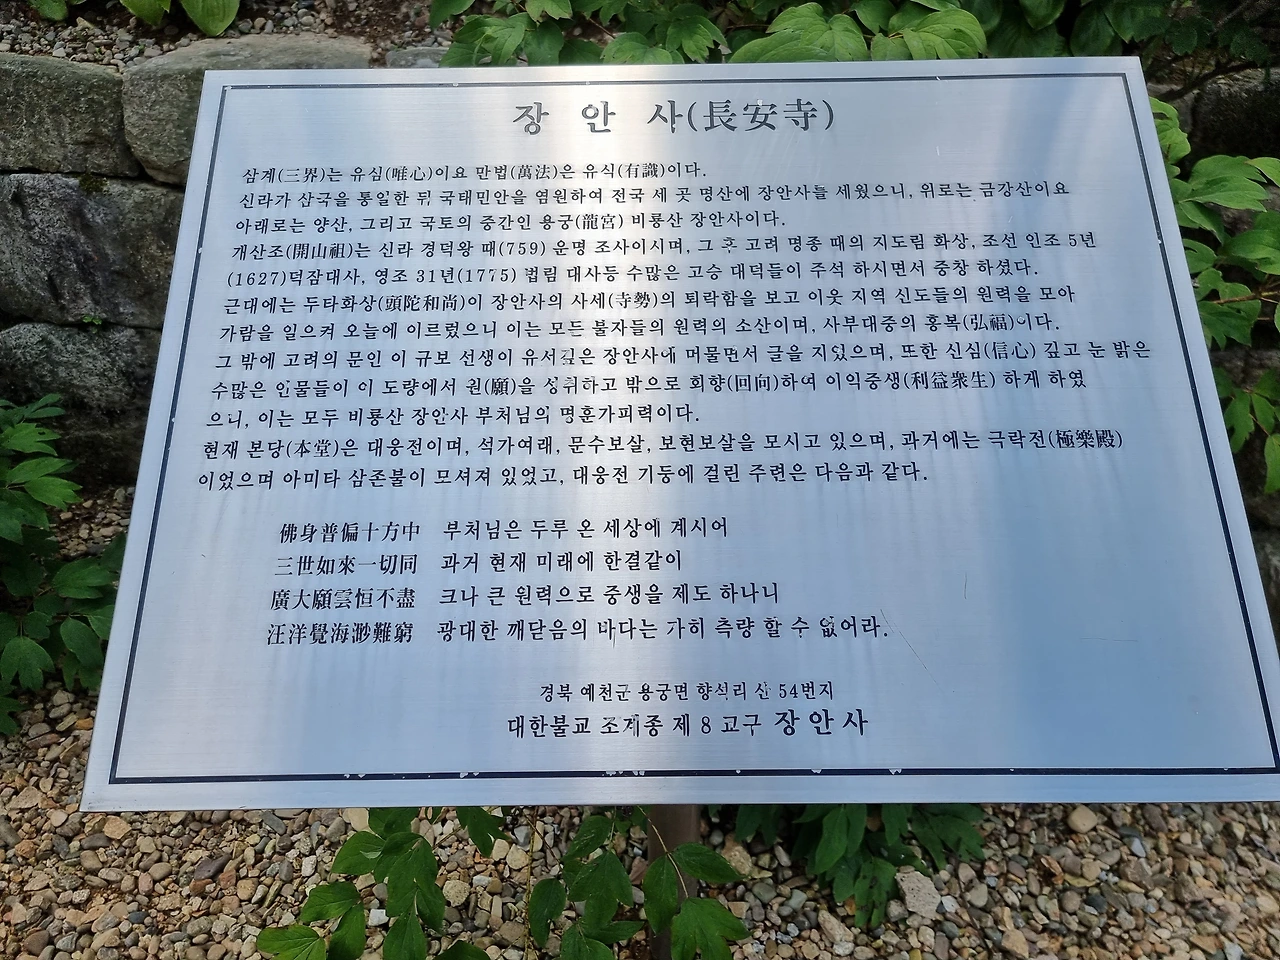 장 안 사(長安寺)
삼계(三界)는 유심(唯心)이요 만법(萬法)은 유식(有識)이다.
신라가 삼국을 통일한 뒤 국태민안을 염원하여 전국 세 곳 명산에 장안사를 세웠으니, 위로는 금강산이요
아래로는 양산, 그리고 국토의 중간인 용궁(龍宮) 비룡산 장안사이다.
개산조(開山祖)는 신라 경덕왕 때(759) 운명 조사이시며, 그 후 고려 명종 때의 지도림 화상, 조선 인조 5년
(1627)덕잠대사, 영조 31년(1775) 법림 대사등 수많은 고승 대덕들이 주석 하시면서 중창 하셨다.
근대에는 두타화상(頭陀和尚)이 장안사의 사세(寺勢)의 퇴락함을 보고 이웃 지역 신도들의 원력을 모아
가람을 일으켜 오늘에 이르렀으니 이는 모든 불자들의 원력의 소산이며, 사부대중의 홍복(弘福)이다.
그 밖에 고려의 문인 이 규보 선생이 유서깊은 장안사에 머물면서 글을 지었으며, 또한 신심(信心) 깊고 눈 밝은
수많은 인물들이 이 도량에서 원(願)을 성취하고 밖으로 회향(回向)하여 이익중생(利益衆生) 하게 하였
으니, 이는 모두 비룡산 장안사 부처님의 명훈가피력이다.
현재 본당(本堂)은 대웅전이며, 석가여래, 문수보살, 보현보살을 모시고 있으며, 과거에는 극락전(極樂殿)
이었으며 아미타 삼존불이 모셔져 있었고, 대웅전 기둥에 걸린 주련은 다음과 같다.
佛身普偏十方中 부처님은 두루 온 세상에 계시어
三世如來一切同 과거 현재 미래에 한결같이
廣大願雲恒不盡 크나 큰 원력으로 중생을 제도 하나니
汪洋覺海渺難窮 광대한 깨닫음의 바다는 가히 측량 할 수 없어라.
경북 예천군 용궁면 향석리 산 54번지
대한불교 조계종 제 8 교구 장안사